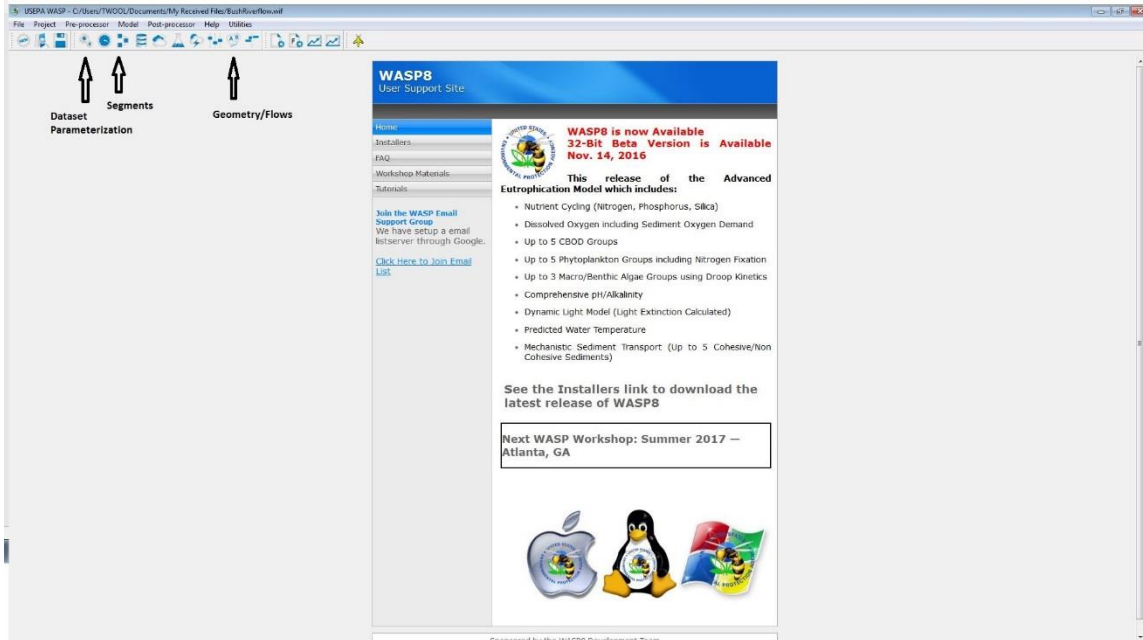 USEPA WASP - C:/Users/TWOOL/Documents/My Received Files/BushRiverflow.wif
File Project Pre-processor Model Post-processor Help Utilities
Dataset
Parameterization
Segments
Geometry/Flows
WASP8
User Support Site
Home
Installers
FAQ
Workshop Materials
Tutorials
Join the WASP Email
Support Group
We have setup a email
listserver through Google.
Click Here to Join Email
List
WASP8 is now Available
32-Bit Beta Version is Available
Nov. 14, 2016
This release of the Advanced
Eutrophication Model which includes:
Nutrient Cycling (Nitrogen, Phosphorus, Silica)
Dissolved Oxygen including Sediment Oxygen Demand
Up to 5 CBOD Groups
Up to 5 Phytoplankton Groups including Nitrogen Fixation
Up to 3 Macro/Benthic Algae Groups using Droop Kinetics
Comprehensive pH/Alkalinity
Dynamic Light Model (Light Extinction Calculated)
Predicted Water Temperature
Mechanistic Sediment Transport (Up to 5 Cohesive/Non
Cohesive Sediments)
See the Installers link to download the
latest release of WASP8
Next WASP Workshop: Summer 2017 —
Atlanta, GA
Sponsored by the WASP8 Development Team